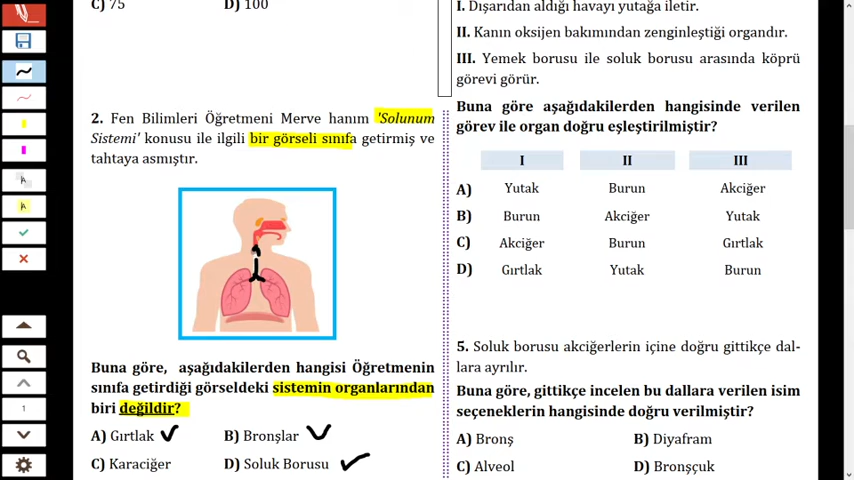 C) 75 D) 100
2. Fen Bilimleri Öğretmeni Merve hanım 'Solunum
Sistemi' konusu ile ilgili bir görseli sınıfa getirmiş ve
tahtaya asmıştır.
Buna göre, aşağıdakilerden hangisi Öğretmenin
sınıfa getirdiği görseldeki sistemin organlarından
biri değildir?
A) Gırtlak B) Bronşlar
C) Karaciğer D) Soluk Borusu
I. Dışarıdan aldığı havayı yutağa iletir.
II. Kanın oksijen bakımından zenginleştiği organdır.
III. Yemek borusu ile soluk borusu arasında köprü
görevi görür.
Buna göre aşağıdakilerden hangisinde verilen
görev ile organ doğru eşleştirilmiştir?
I II III
A) Yutak Burun Akciğer
B) Burun Akciğer Yutak
C) Akciğer Burun Gırtlak
D) Gırtlak Yutak Burun
5. Soluk borusu akciğerlerin içine doğru gittikçe dal-
lara ayrılır.
Buna göre, gittikçe incelen bu dallara verilen isim
seçeneklerin hangisinde doğru verilmiştir?
A) Bronş B) Diyafram
C) Alveol D) Bronşçuk
A
A
1